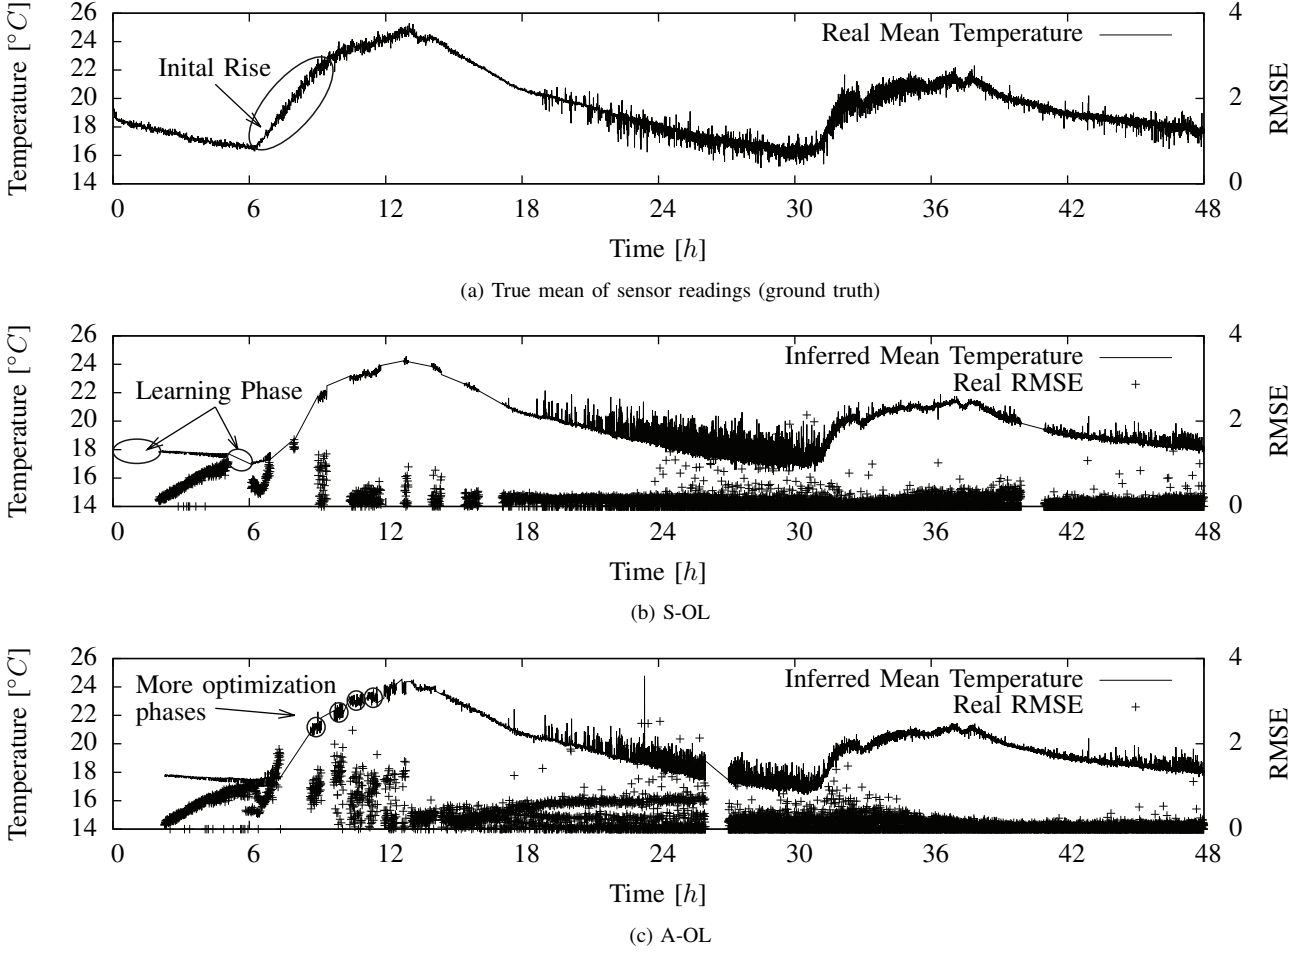 26
24
22
20
18
16
14
Temperature [°C]
4
2
0
RMSE
Real Mean Temperature
Inital Rise
0 6 12 18 24 30 36 42 48
Time [h]
(a) True mean of sensor readings (ground truth)
26
24
22
20
18
16
14
Temperature [°C]
4
2
0
RMSE
Inferred Mean Temperature
Real RMSE
Learning Phase
0 6 12 18 24 30 36 42 48
Time [h]
(b) S-OL
26
24
22
20
18
16
14
Temperature [°C]
4
2
0
RMSE
Inferred Mean Temperature
Real RMSE
More optimization
phases
0 6 12 18 24 30 36 42 48
Time [h]
(c) A-OL